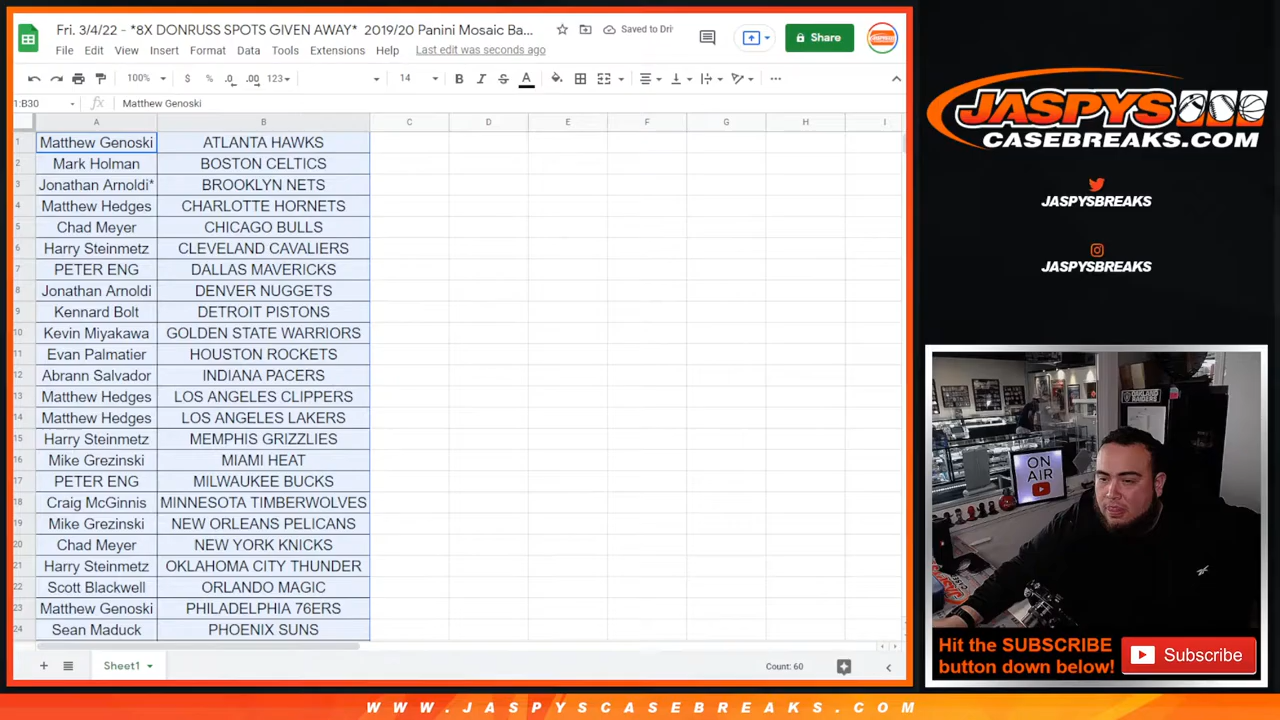 Fri. 3/4/22 - *8X DONRUSS SPOTS GIVEN AWAY* 2019/20 Panini Mosaic Ba...
Saved to Dri
Share
File Edit View Insert Format Data Tools Extensions Help Last edit was seconds ago
100% $ % .0 .00 123 14 B I S A
1:B30 fx Matthew Genoski
A B C D E F G H I
1 Matthew Genoski ATLANTA HAWKS
2 Mark Holman BOSTON CELTICS
3 Jonathan Arnoldi* BROOKLYN NETS
4 Matthew Hedges CHARLOTTE HORNETS
5 Chad Meyer CHICAGO BULLS
6 Harry Steinmetz CLEVELAND CAVALIERS
7 PETER ENG DALLAS MAVERICKS
8 Jonathan Arnoldi DENVER NUGGETS
9 Kennard Bolt DETROIT PISTONS
10 Kevin Miyakawa GOLDEN STATE WARRIORS
11 Evan Palmatier HOUSTON ROCKETS
12 Abrann Salvador INDIANA PACERS
13 Matthew Hedges LOS ANGELES CLIPPERS
14 Matthew Hedges LOS ANGELES LAKERS
15 Harry Steinmetz MEMPHIS GRIZZLIES
16 Mike Grezinski MIAMI HEAT
17 PETER ENG MILWAUKEE BUCKS
18 Craig McGinnis MINNESOTA TIMBERWOLVES
19 Mike Grezinski NEW ORLEANS PELICANS
20 Chad Meyer NEW YORK KNICKS
21 Harry Steinmetz OKLAHOMA CITY THUNDER
22 Scott Blackwell ORLANDO MAGIC
23 Matthew Genoski PHILADELPHIA 76ERS
24 Sean Maduck PHOENIX SUNS
Sheet1
Count: 60
JASPYS
CASEBREAKS.COM
JASPYSBREAKS
JASPYSBREAKS
OAKLAND
RAIDERS
ON
AIR
Hit the SUBSCRIBE
button down below!
Subscribe
WWW.JASPYSCASEBREAKS.COM